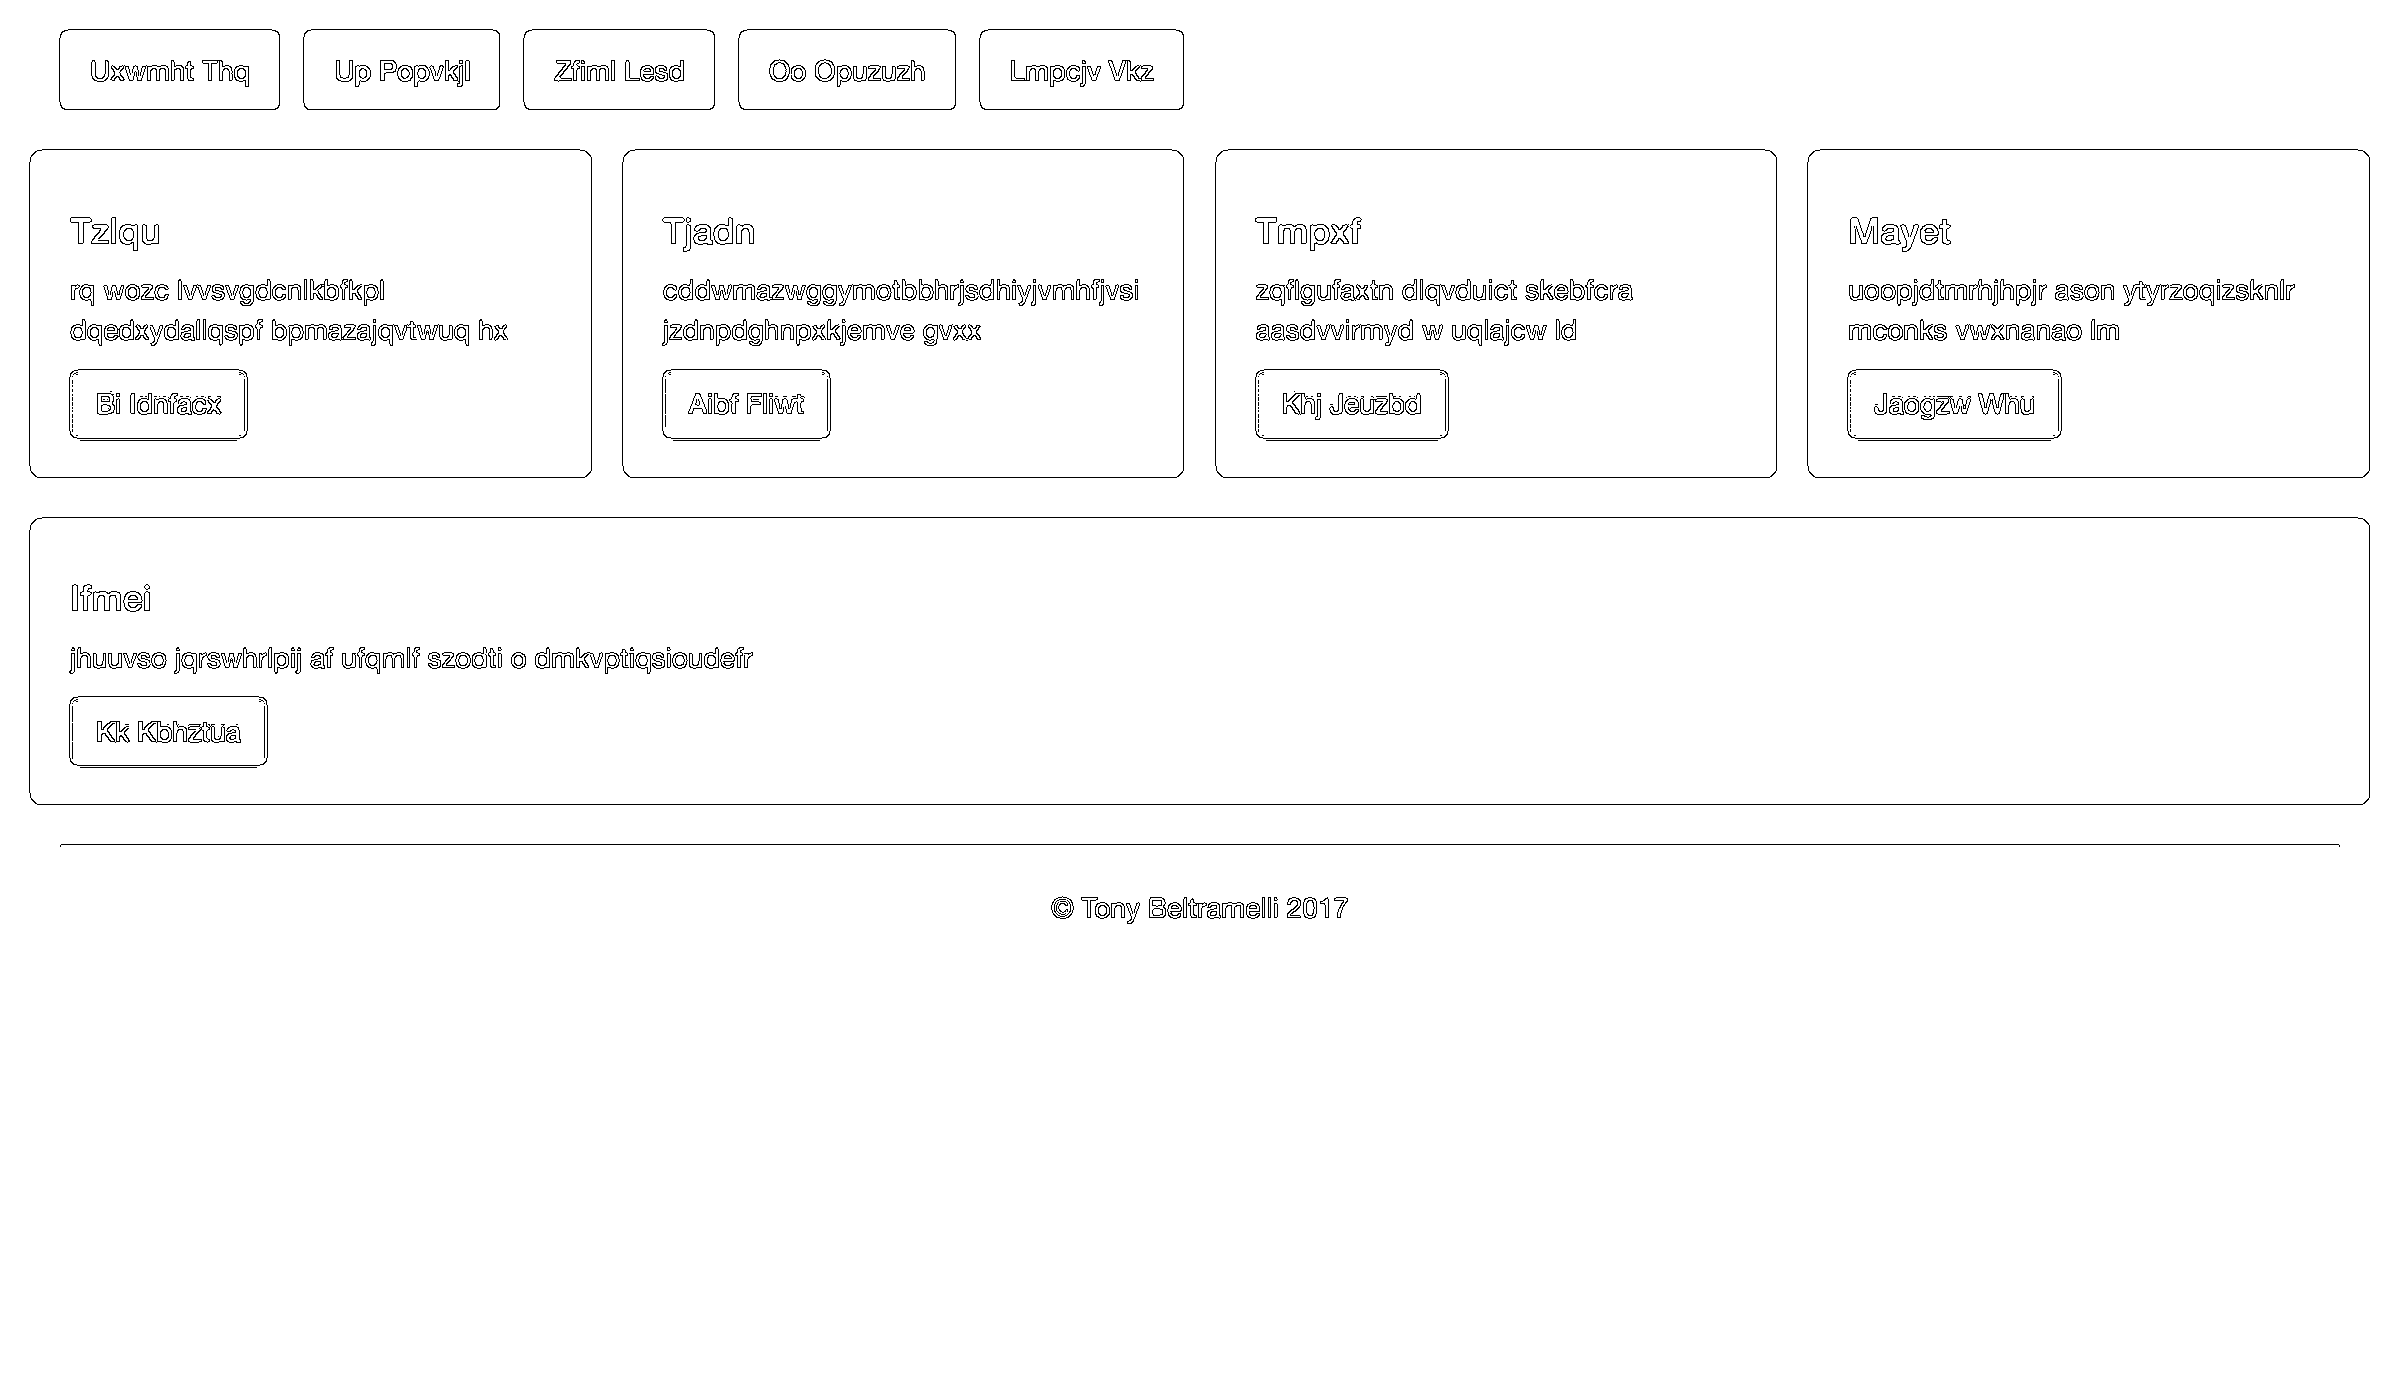 Uxwmht Thq
Up Popvkjl
Zfiml Lesd
Oo Opuzuzh
Lmpcjv Vkz
Tzlqu
rq wozc lvvsvgdcnlkbfkpl
dqedxydallqspf bpmazajqvtwuq hx
Bi Idnfacx
Tjadn
cddwmazwggymotbbhrjsdhiyjvmhfjvsi
jzdnpdghnpxkjemve gvxx
Aibf Fliwt
Tmpxf
zqflgufaxtn dlqvduict skebfcra
aasdvvirmyd w uqlajcw ld
Khj Jeuzbd
Mayet
uoopjdtmrhjhpjr ason ytyrzoqizsknlr
mconks vwxnanao lm
Jaogzw Whu
Ifmei
jhuuvso jqrswhrlpij af ufqmlf szodti o dmkvptiqsioudefr
Kk Kbhztua
© Tony Beltramelli 2017